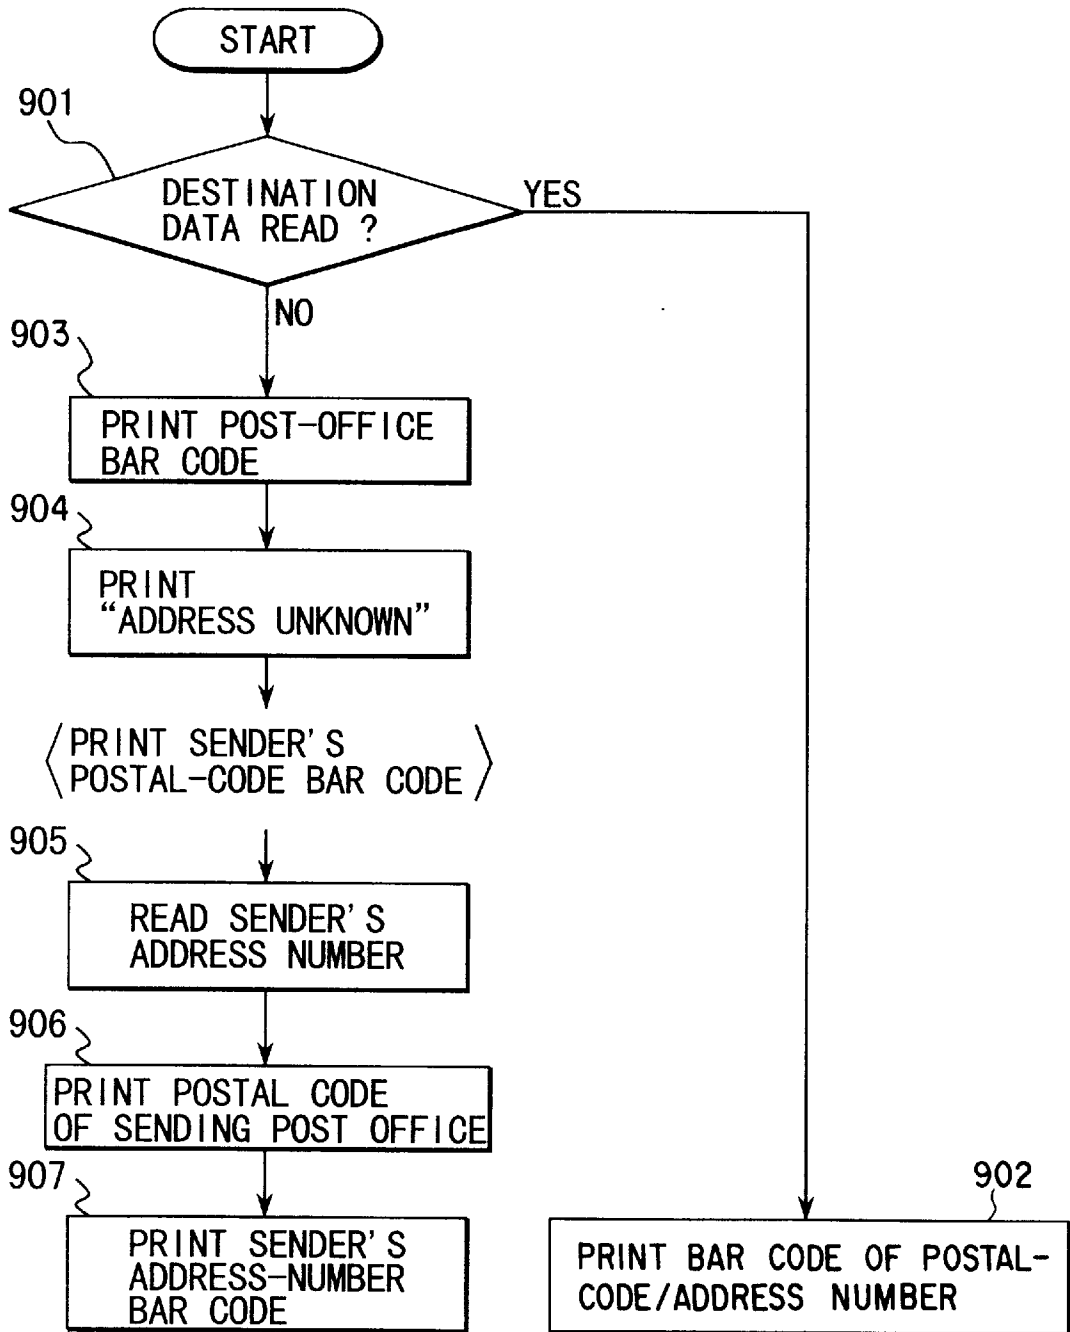 START
901
DESTINATION
DATA READ ?
YES
NO
903
PRINT POST-OFFICE
BAR CODE
904
PRINT
“ADDRESS UNKNOWN”
〈PRINT SENDER'S
POSTAL-CODE BAR CODE〉
905
READ SENDER'S
ADDRESS NUMBER
906
PRINT POSTAL CODE
OF SENDING POST OFFICE
907
PRINT SENDER'S
ADDRESS-NUMBER
BAR CODE
902
PRINT BAR CODE OF POSTAL-
CODE/ADDRESS NUMBER